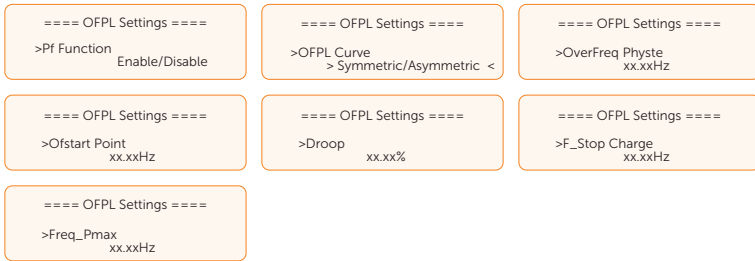 ==== OFPL Settings ====
>Pf Function
Enable/Disable
==== OFPL Settings ====
>OFPL Curve
> Symmetric/Asymmetric <
==== OFPL Settings ====
>OverFreq Physte
xx.xxHz
==== OFPL Settings ====
>Ofstart Point
xx.xxHz
==== OFPL Settings ====
>Droop
xx.xx%
==== OFPL Settings ====
>F_Stop Charge
xx.xxHz
==== OFPL Settings ====
>Freq_Pmax
xx.xxHz